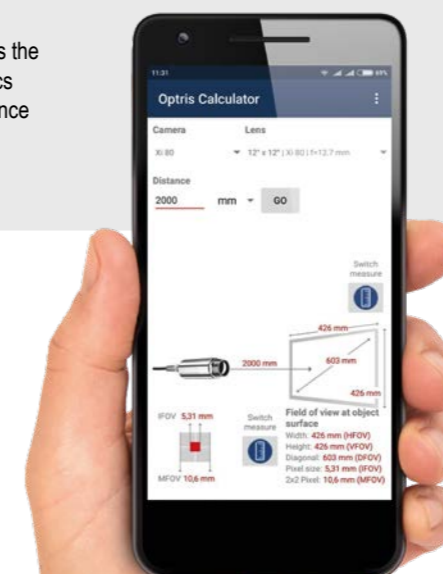 s the
cs
nce
11:31
69%
Optris Calculator
Camera
Lens
Xi 80
12° x 12° | Xi 80 | f=12.7 mm
Distance
2000
mm
GO
Switch
measure
426 mm
2000 mm
603 mm
426 mm
IFOV 5,31 mm
MFOV 10,6 mm
Switch
measure
Field of view at object
surface
Width: 426 mm (HFOV)
Height: 426 mm (VFOV)
Diagonal: 603 mm (DFOV)
Pixel size: 5,31 mm (IFOV)
2x2 Pixel: 10,6 mm (MFOV)